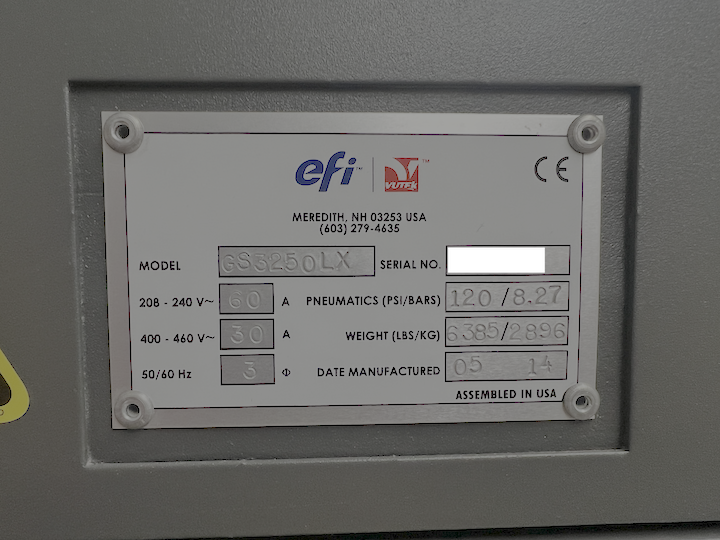 efi™ VUTEk™ CE
MEREDITH, NH 03253 USA
(603) 279-4635
MODEL GS3250LX SERIAL NO.
208 - 240 V~ 60 A PNEUMATICS (PSI/BARS) 120/8.27
400 - 460 V~ 30 A WEIGHT (LBS/KG) 6385/2896
50/60 Hz 3 Φ DATE MANUFACTURED 05 14
ASSEMBLED IN USA